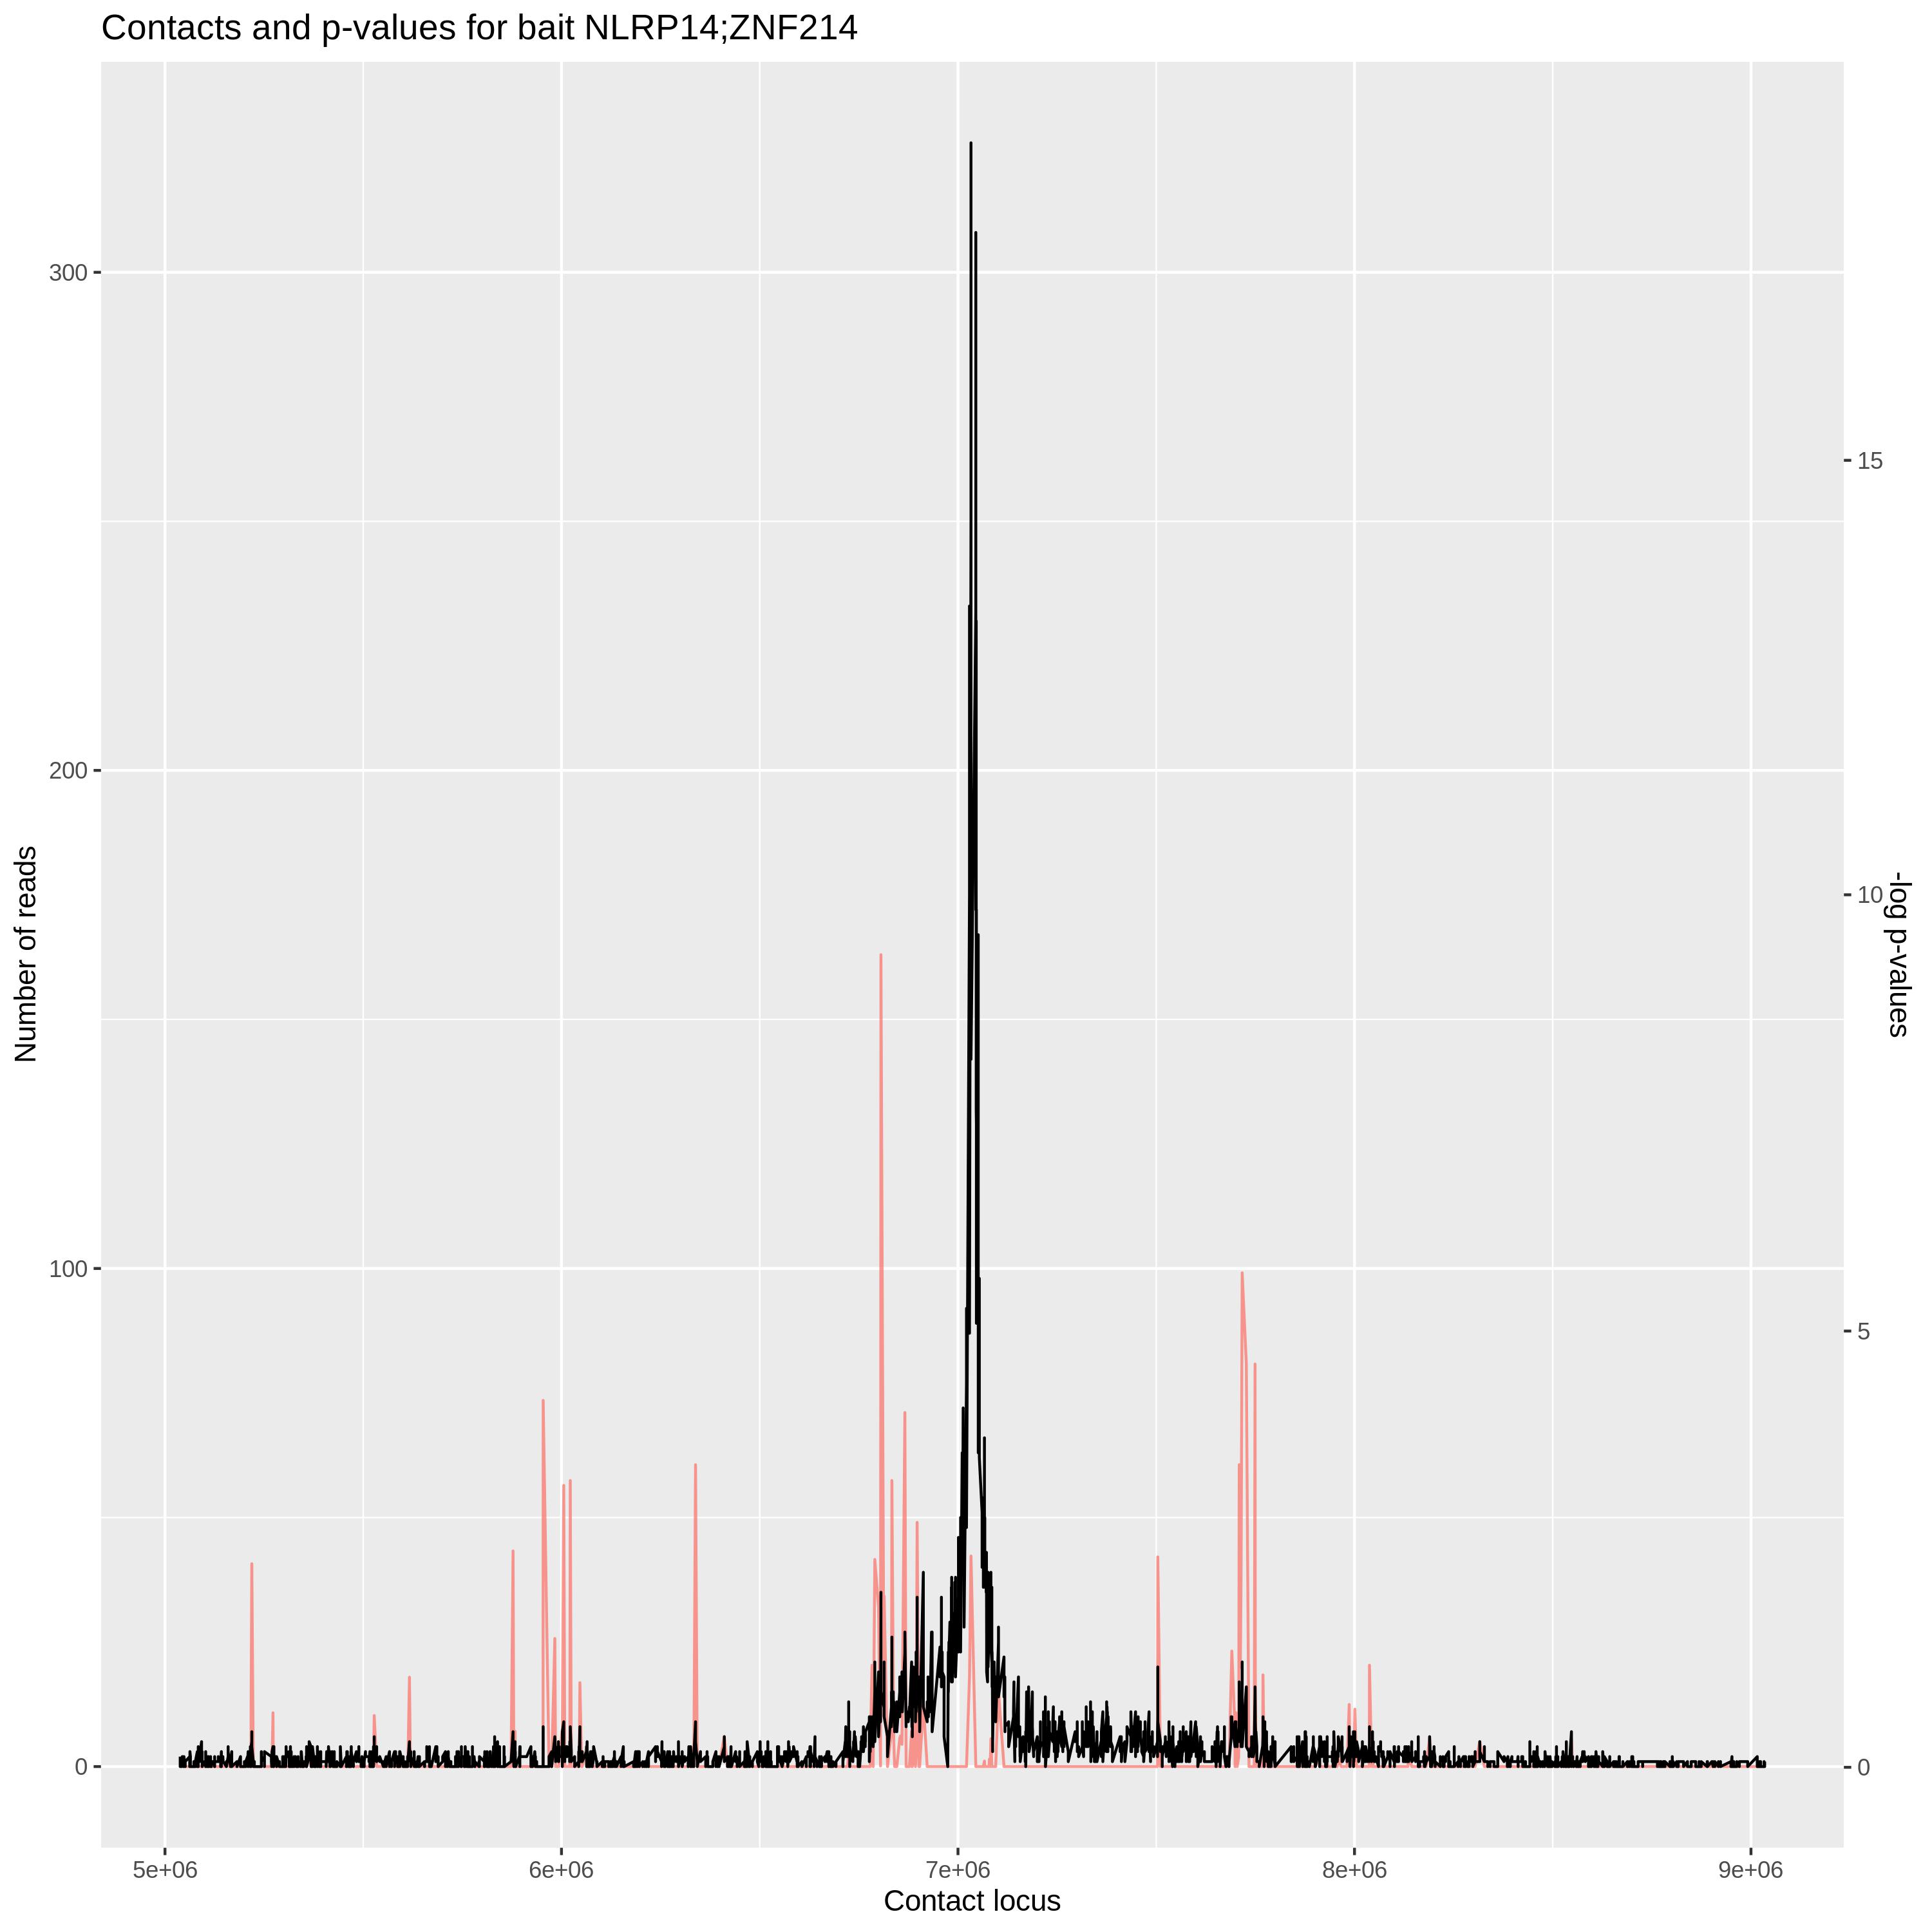 Contacts and p-values for bait NLRP14;ZNF214
300
200
100
0
Number of reads
15
10
5
0
-log p-values
5e+06 6e+06 7e+06 8e+06 9e+06
Contact locus